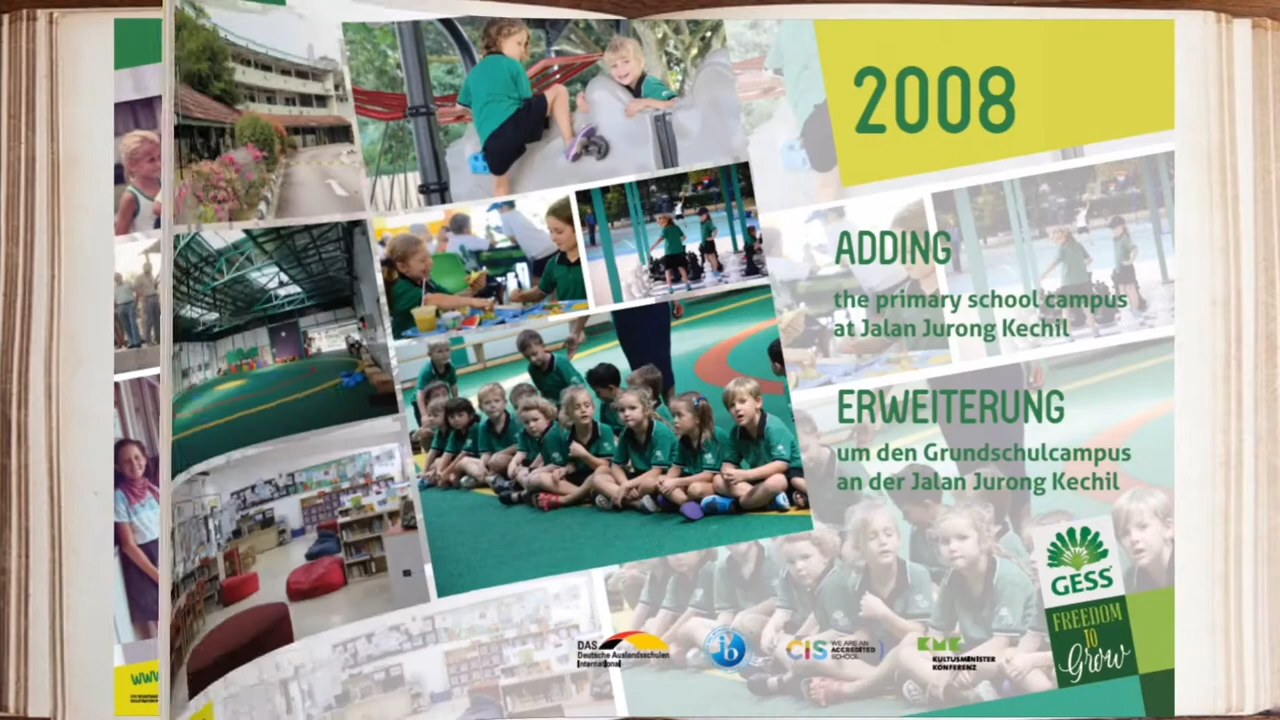 2008
ADDING
the primary school campus
at Jalan Jurong Kechil
ERWEITERUNG
um den Grundschulcampus
an der Jalan Jurong Kechil
GESS
FREEDOM
TO
Grow
DAS
Deutsche Auslandsschulen
International
ib
CIS WE ARE AN
ACCREDITED
SCHOOL
KMK
KULTUSMINISTER
KONFERENZ